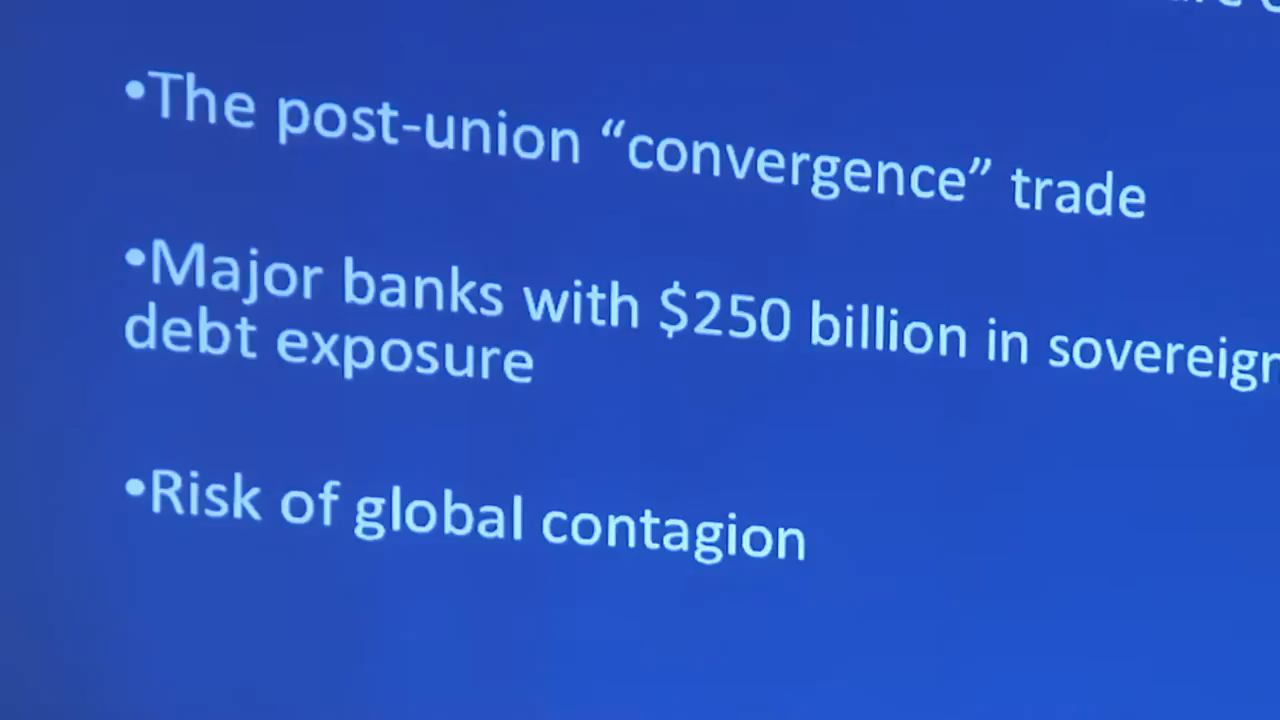 •The post-union “convergence” trade
•Major banks with $250 billion in sovereign
debt exposure
•Risk of global contagion